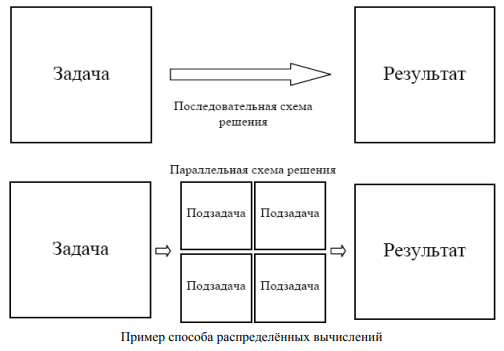 Задача
Последовательная схема
решения
Результат
Параллельная схема решения
Задача
Подзадача
Подзадача
Подзадача
Подзадача
Результат
Пример способа распределённых вычислений